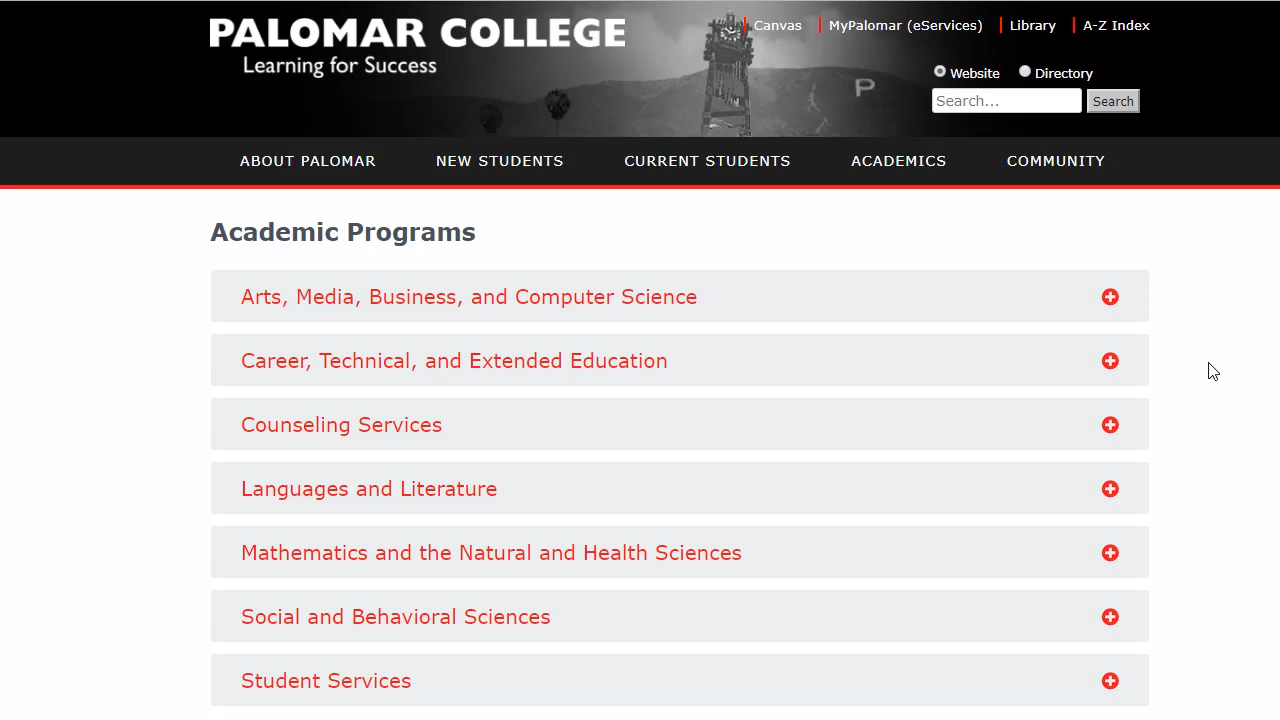 PALOMAR COLLEGE
Learning for Success
Canvas
MyPalomar (eServices)
Library
A-Z Index
Website
Directory
Search...
Search
ABOUT PALOMAR
NEW STUDENTS
CURRENT STUDENTS
ACADEMICS
COMMUNITY
Academic Programs
Arts, Media, Business, and Computer Science
Career, Technical, and Extended Education
Counseling Services
Languages and Literature
Mathematics and the Natural and Health Sciences
Social and Behavioral Sciences
Student Services
P